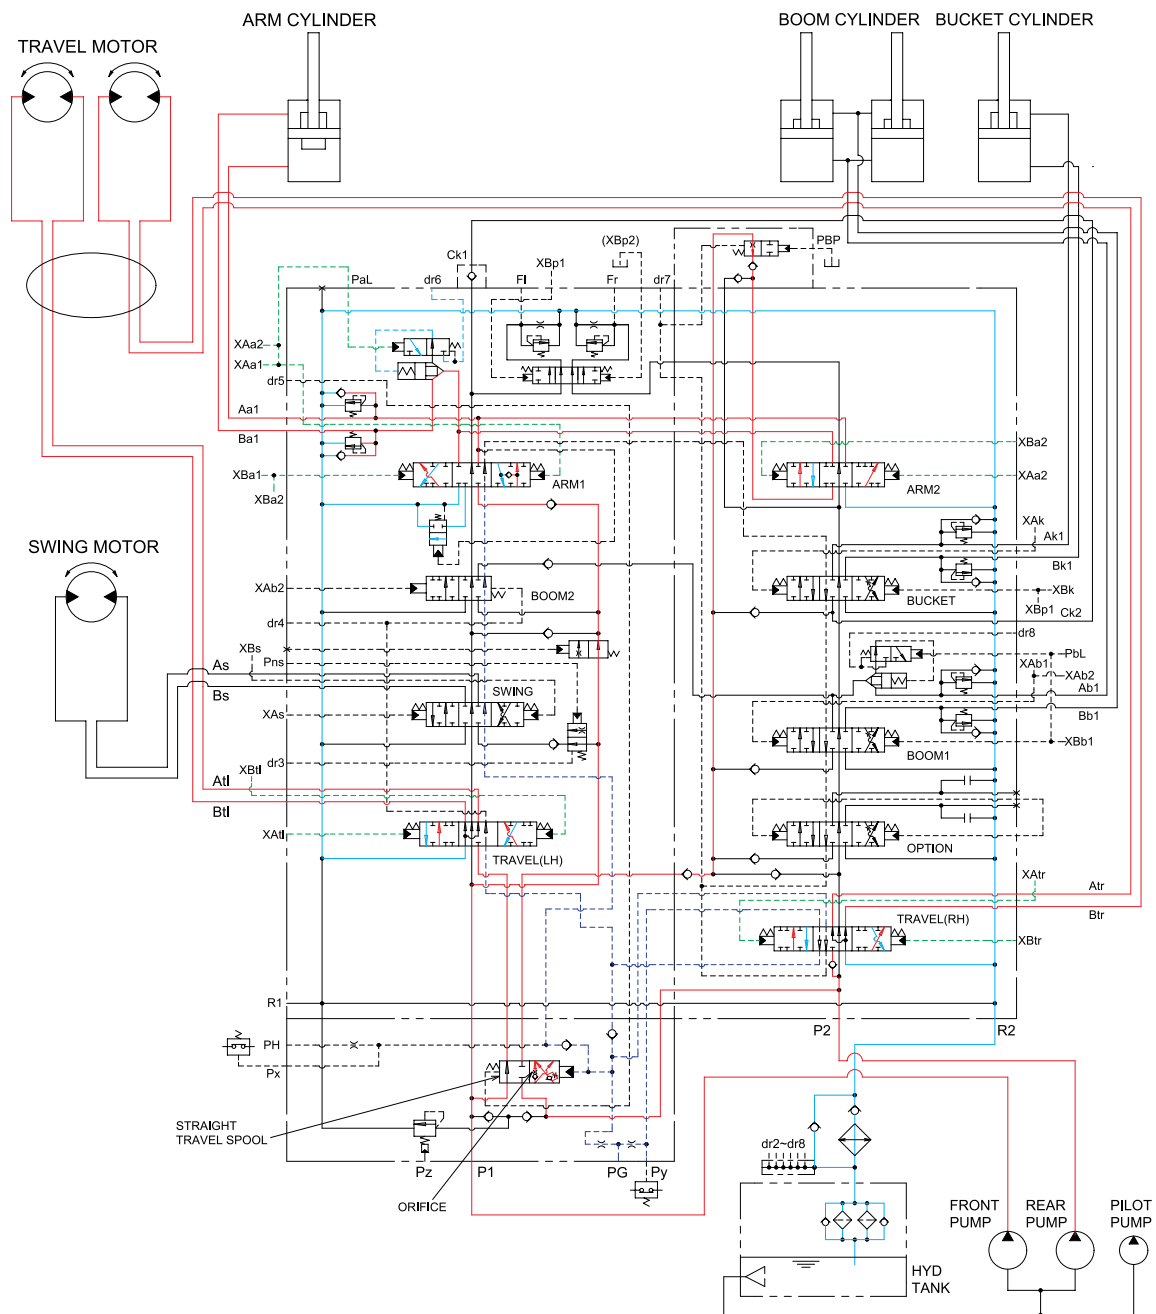 ARM CYLINDER
BOOM CYLINDER
BUCKET CYLINDER
TRAVEL MOTOR
(XBp2)
PBP
Ck1
XBp1
PaL
dr6
Fl
Fr
dr7
XAa2
XAa1
dr5
Aa1
Ba1
XBa1
XBa2
ARM1
XBa2
XAa2
ARM2
XAk
Ak1
Bk1
SWING MOTOR
XAb2
BOOM2
BUCKET
XBk
XBp1
Ck2
dr4
dr8
XBs
Pns
PbL
XAb1
XAb2
As
Bs
SWING
Ab1
XAs
Bb1
XBb1
BOOM1
dr3
XBtl
Atl
Btl
XAtl
TRAVEL(LH)
OPTION
XAtr
Atr
TRAVEL(RH)
Btr
XBtr
R1
P2
R2
PH
Px
STRAIGHT
TRAVEL SPOOL
dr2~dr8
Pz
P1
PG
Py
ORIFICE
FRONT
PUMP
REAR
PUMP
PILOT
PUMP
HYD
TANK